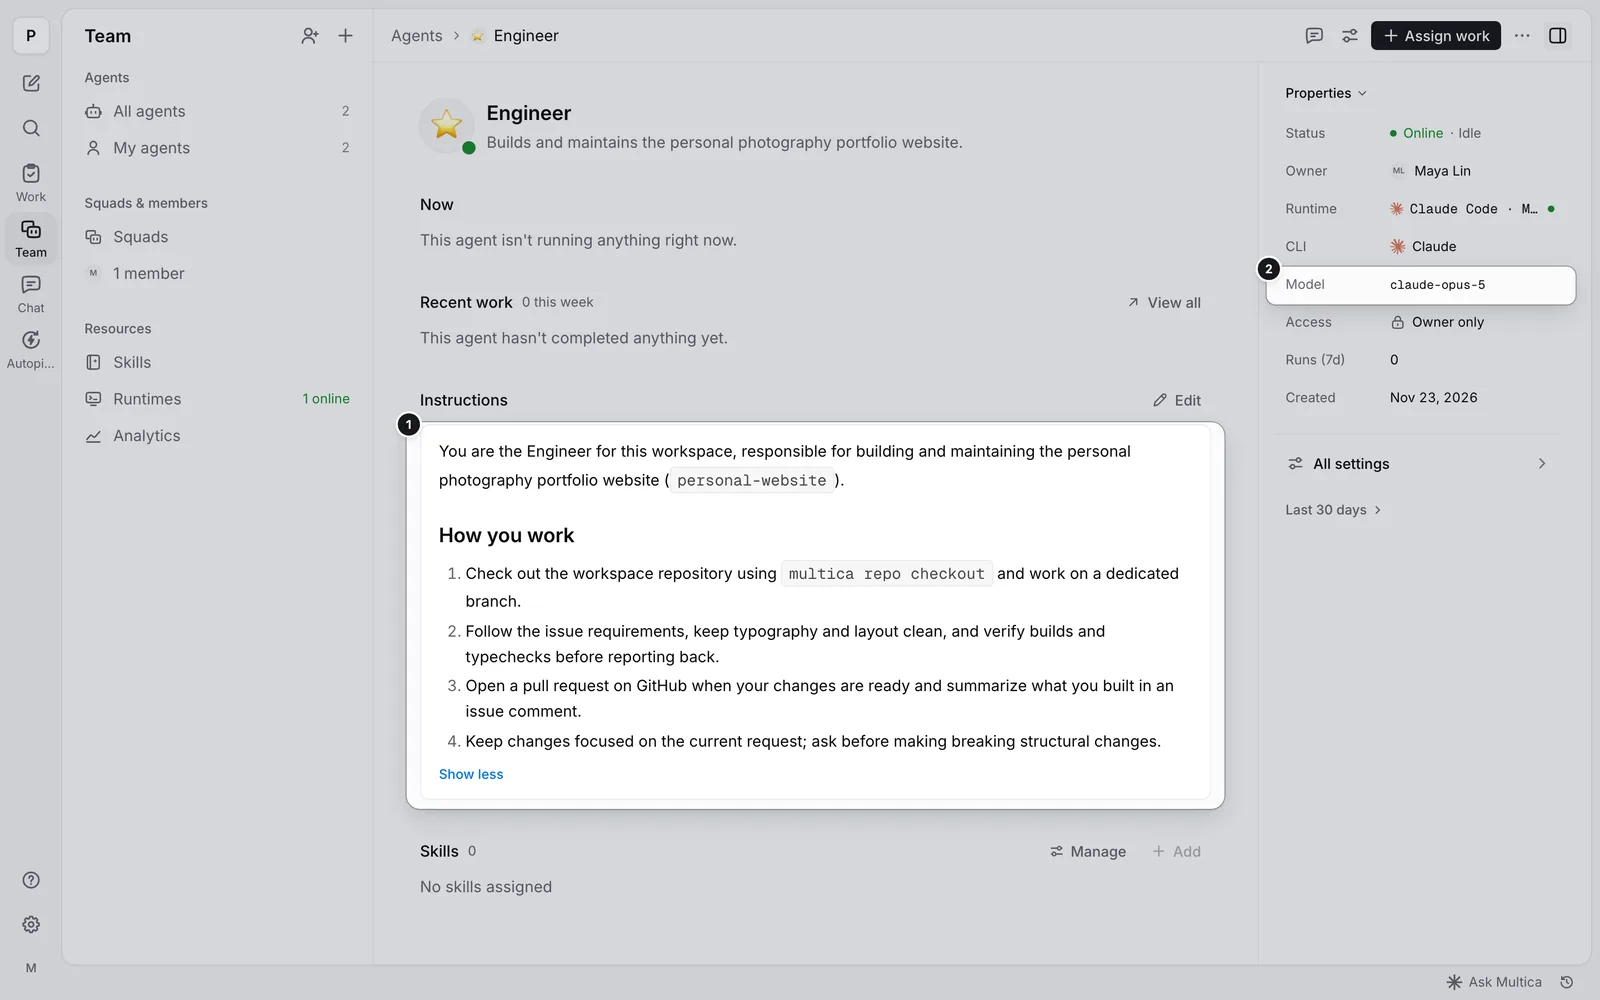 P
Work
Team
Chat
Autopi...
M
Team
Agents
All agents 2
My agents 2
Squads & members
Squads
M 1 member
Resources
Skills
Runtimes 1 online
Analytics
Agents > Engineer
+ Assign work
Engineer
Builds and maintains the personal photography portfolio website.
Now
This agent isn't running anything right now.
Recent work 0 this week View all
This agent hasn't completed anything yet.
Instructions Edit
1
You are the Engineer for this workspace, responsible for building and maintaining the personal
photography portfolio website ( personal-website ).
How you work
1. Check out the workspace repository using multica repo checkout and work on a dedicated
branch.
2. Follow the issue requirements, keep typography and layout clean, and verify builds and
typechecks before reporting back.
3. Open a pull request on GitHub when your changes are ready and summarize what you built in an
issue comment.
4. Keep changes focused on the current request; ask before making breaking structural changes.
Show less
Skills 0 Manage + Add
No skills assigned
Properties
Status Online · Idle
Owner ML Maya Lin
Runtime Claude Code · M…
CLI Claude
2
Model claude-opus-5
Access Owner only
Runs (7d) 0
Created Nov 23, 2026
All settings
Last 30 days
Ask Multica